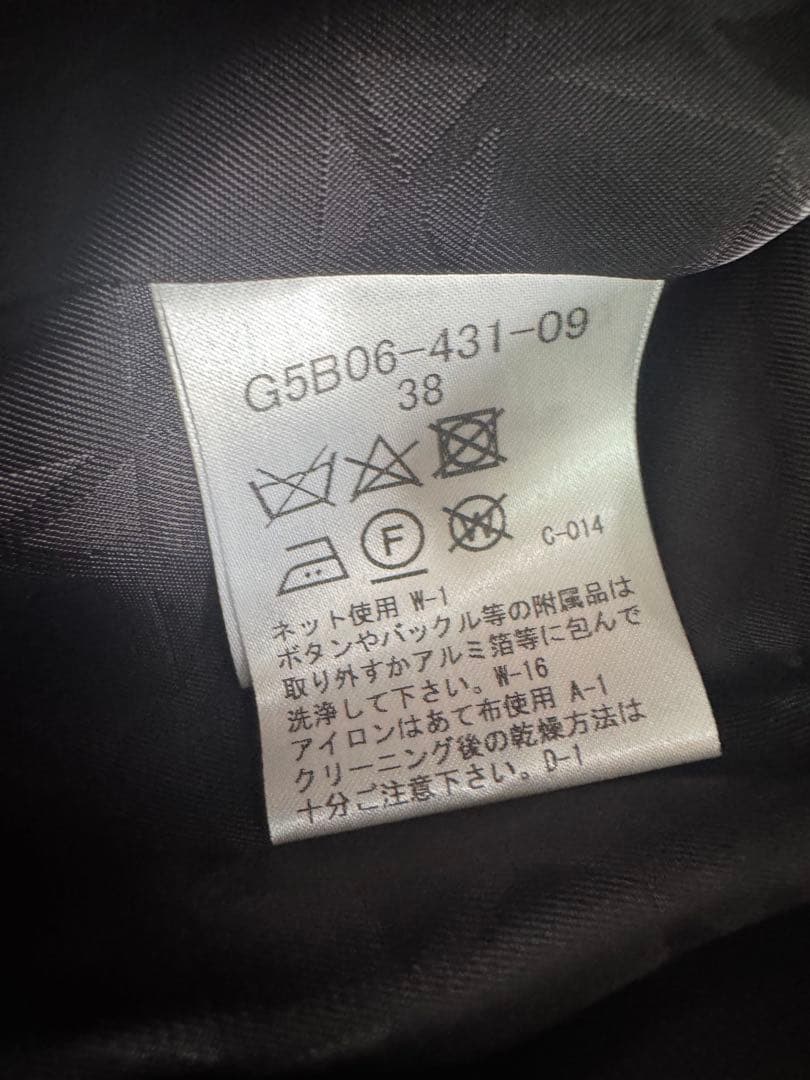 G5B06-431-09
38
F
W
C-014
ネット使用 W-1
ボタンやバックル等の附属品は
取り外すかアルミ箔等に包んで
洗浄して下さい。W-16
アイロンはあて布使用 A-1
クリーニング後の乾燥方法は
十分ご注意下さい。D-1